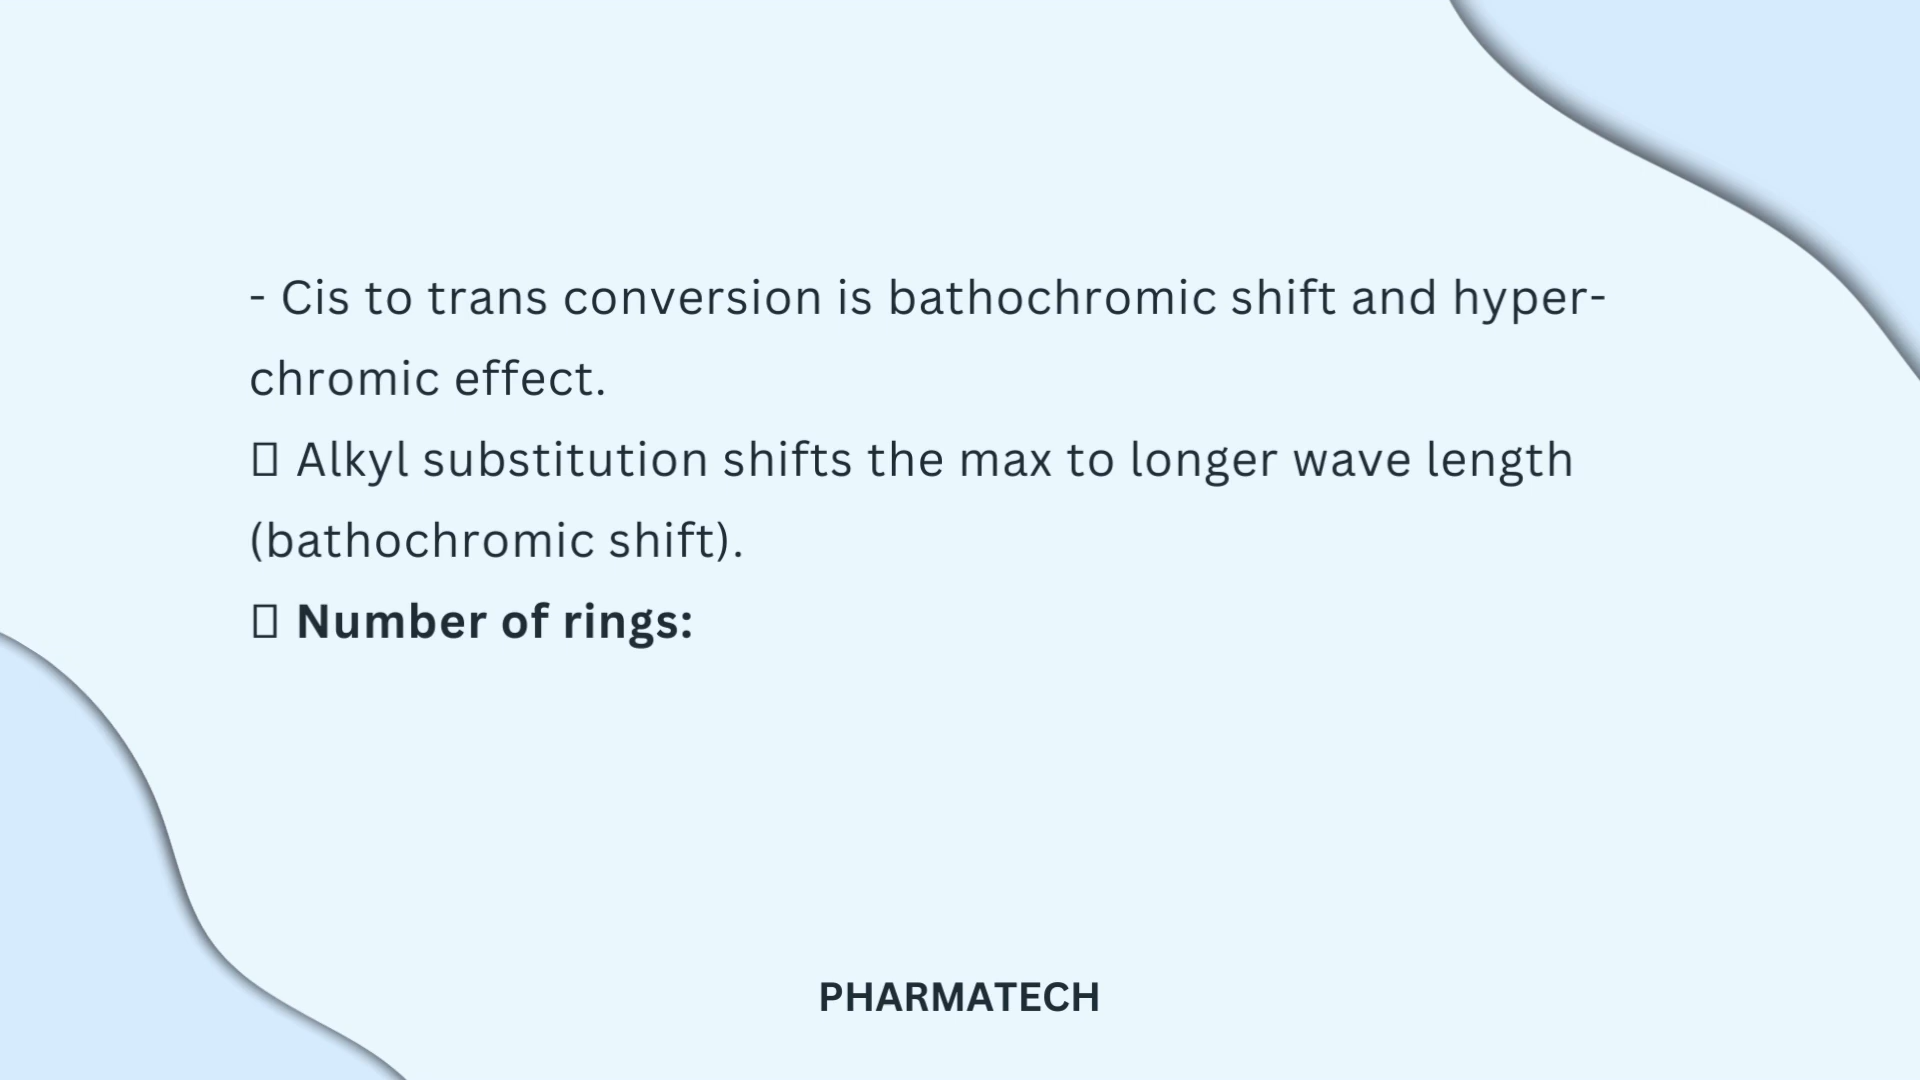 - Cis to trans conversion is bathochromic shift and hyper-
chromic effect.
▯ Alkyl substitution shifts the max to longer wave length
(bathochromic shift).
▯ Number of rings:
PHARMATECH